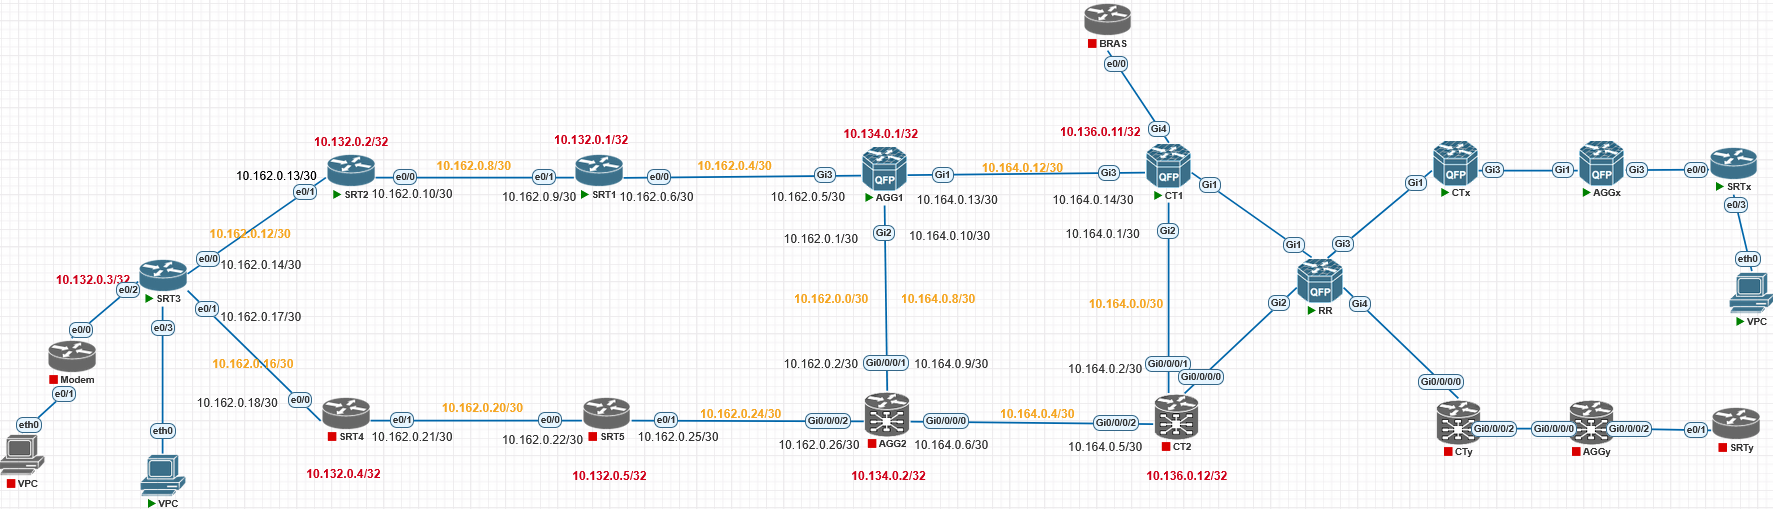 BRAS
e0/0
Gi4
10.132.0.2/32
10.132.0.1/32
10.134.0.1/32
10.136.0.11/32
10.162.0.13/30
e0/1
SRT2
e0/0
10.162.0.10/30
10.162.0.8/30
e0/1
10.162.0.9/30
SRT1
e0/0
10.162.0.6/30
10.162.0.4/30
Gi3
10.162.0.5/30
QFP
AGG1
Gi1
10.164.0.13/30
10.164.0.12/30
Gi3
10.164.0.14/30
QFP
CT1
Gi1
QFP
CTx
Gi1
Gi3
Gi1
QFP
AGGx
Gi3
e0/0
SRTx
e0/3
eth0
VPC
10.162.0.12/30
e0/0
10.162.0.14/30
10.162.0.1/30
Gi2
10.164.0.10/30
10.164.0.1/30
Gi2
Gi1
Gi3
10.132.0.3/32
e0/2
SRT3
e0/1
10.162.0.17/30
e0/3
10.162.0.0/30
10.164.0.8/30
10.164.0.0/30
Gi2
QFP
RR
Gi4
e0/0
Modem
e0/1
10.162.0.16/30
10.162.0.2/30
Gi0/0/0/1
10.164.0.9/30
10.164.0.2/30
Gi0/0/0/1
Gi0/0/0/0
Gi0/0/0/0
10.162.0.18/30
e0/0
SRT4
e0/1
10.162.0.21/30
10.162.0.20/30
e0/0
10.162.0.22/30
SRT5
e0/1
10.162.0.25/30
10.162.0.24/30
Gi0/0/0/2
10.162.0.26/30
AGG2
Gi0/0/0/0
10.164.0.6/30
10.164.0.4/30
Gi0/0/0/2
10.164.0.5/30
CT2
CTy
Gi0/0/0/2
Gi0/0/0/0
AGGy
Gi0/0/0/2
e0/1
SRTy
eth0
VPC
eth0
VPC
10.132.0.4/32
10.132.0.5/32
10.134.0.2/32
10.136.0.12/32